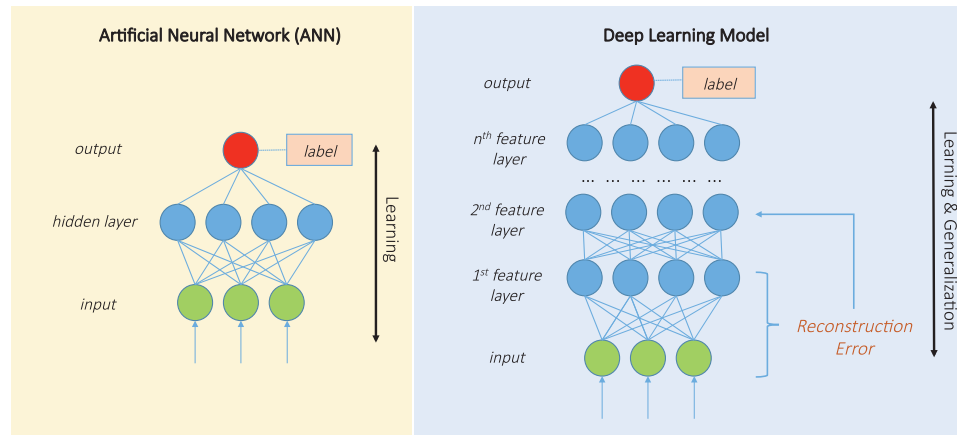 Artificial Neural Network (ANN)
output
label
hidden layer
input
Learning
Deep Learning Model
output
label
nth feature
layer
... ... ... ... ... ...
2nd feature
layer
1st feature
layer
input
Reconstruction
Error
Learning & Generalization